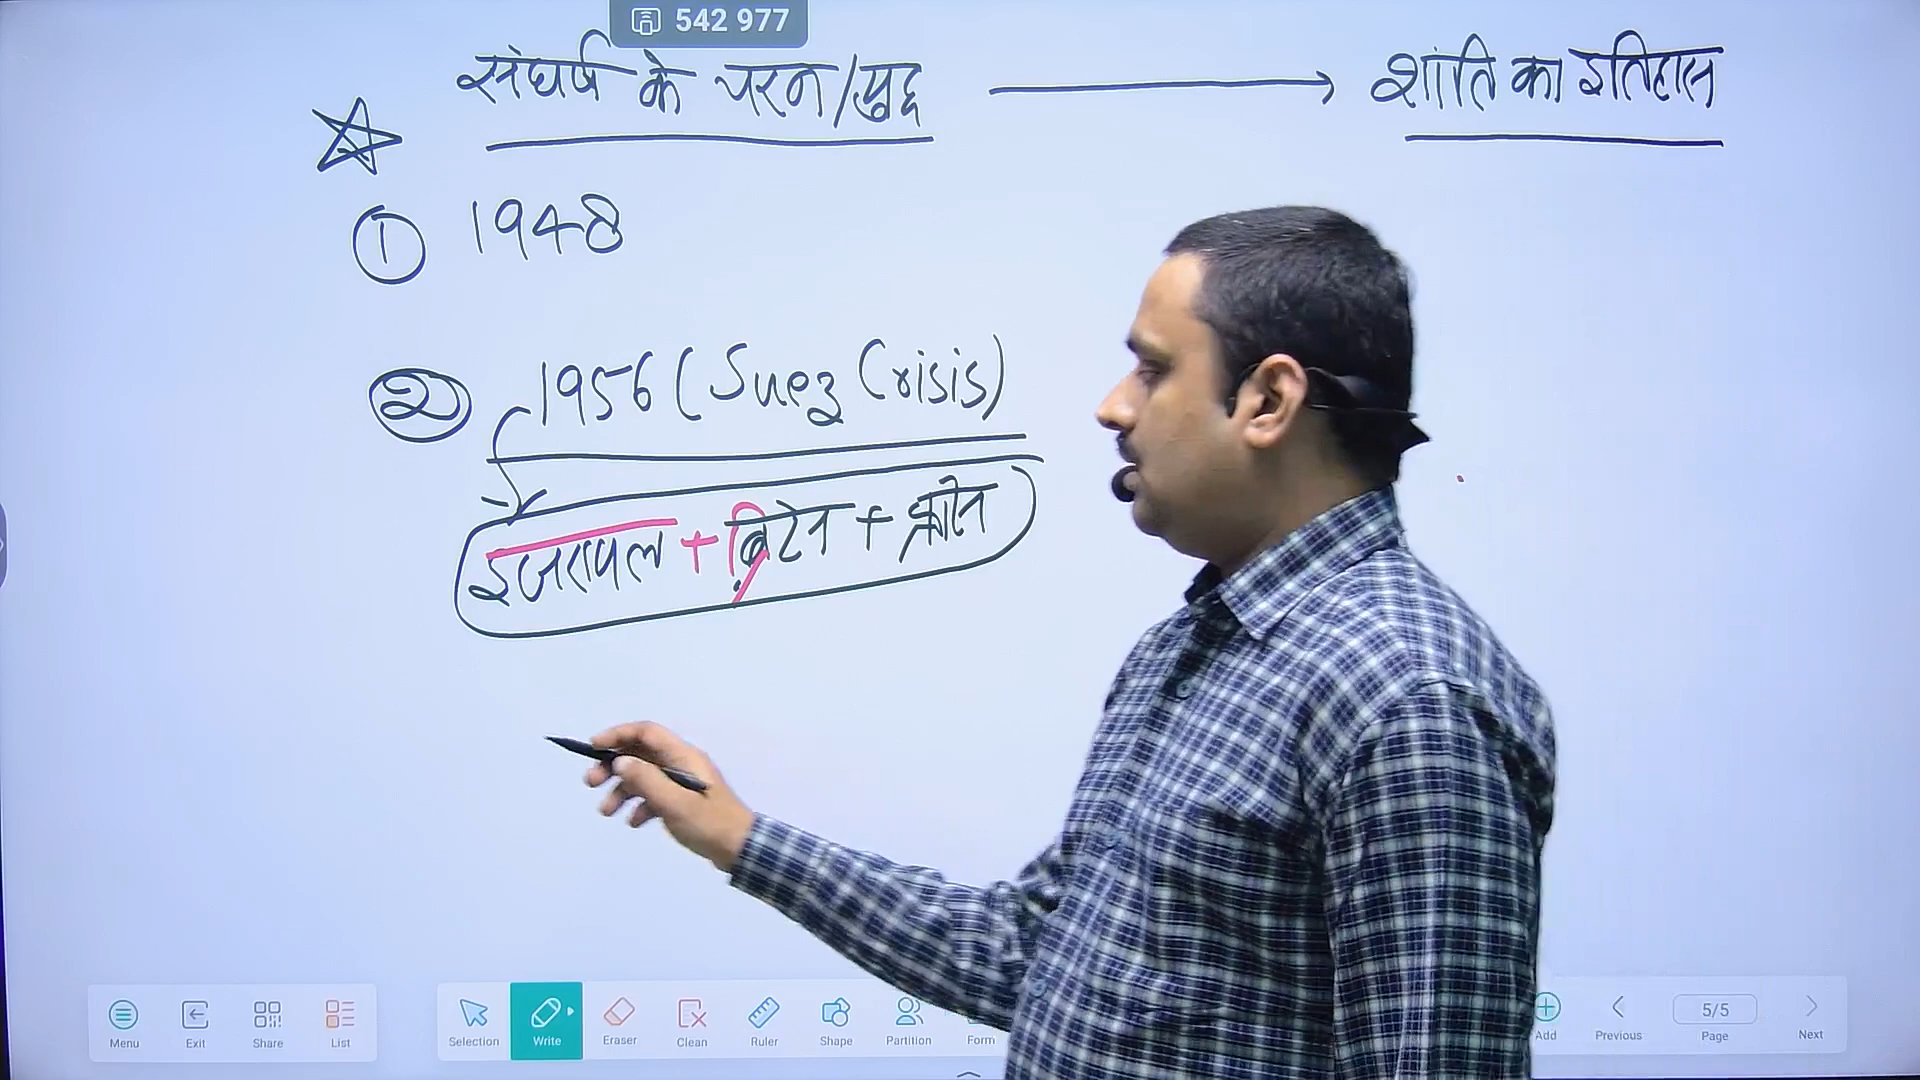 542 977
संघर्ष के चरन/युद्ध → शांति का इतिहास
① 1948
② 1956 (Suez Crisis)
इजरायल + ब्रिटेन + फ्रांस
Menu Exit Share List Selection Write Eraser Clean Ruler Shape Partition Form Add Previous 5/5 Page Next